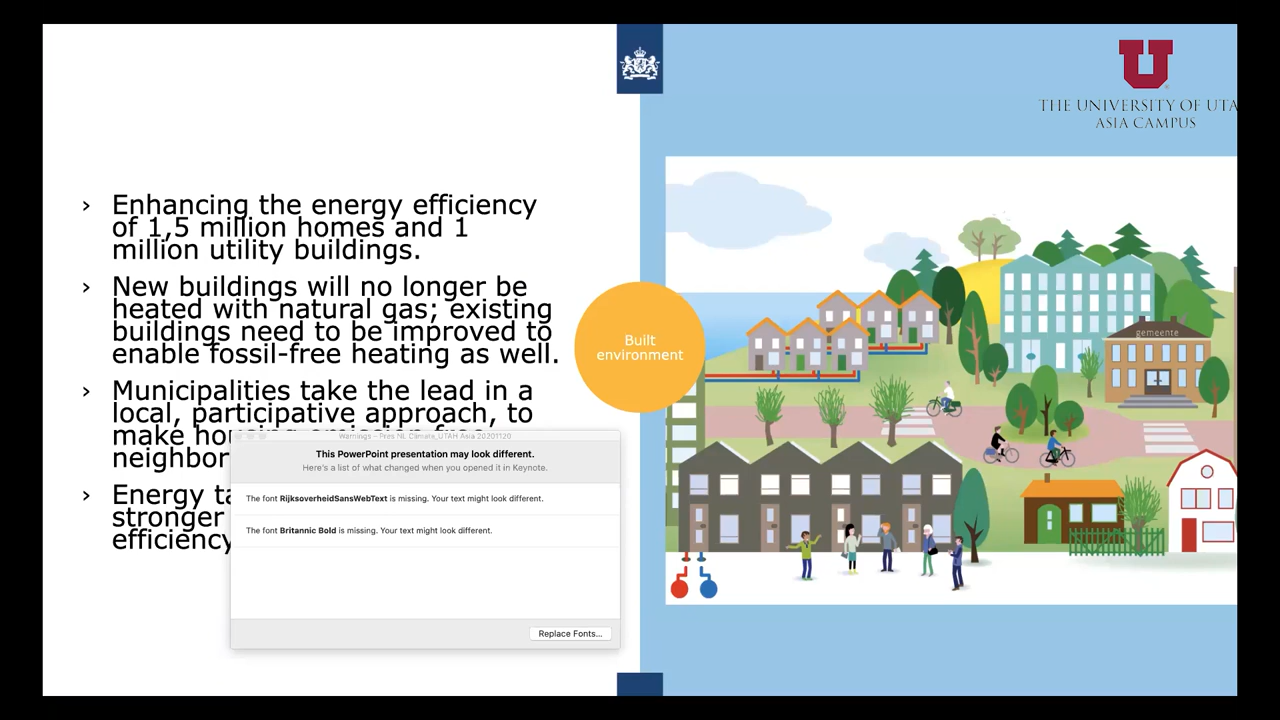 THE UNIVERSITY OF UTA
ASIA CAMPUS
› Enhancing the energy efficiency
of 1,5 million homes and 1
million utility buildings.
› New buildings will no longer be
heated with natural gas; existing
buildings need to be improved to
enable fossil-free heating as well.
› Municipalities take the lead in a
local, participative approach, to
make housing emission-free
neighbor
› Energy ta
stronger
efficiency
Built
environment
gemeente
Warnings – Pres NL Climate_UTAH Asia 20201120
This PowerPoint presentation may look different.
Here's a list of what changed when you opened it in Keynote.
The font RijksoverheidSansWebText is missing. Your text might look different.
The font Britannic Bold is missing. Your text might look different.
Replace Fonts...